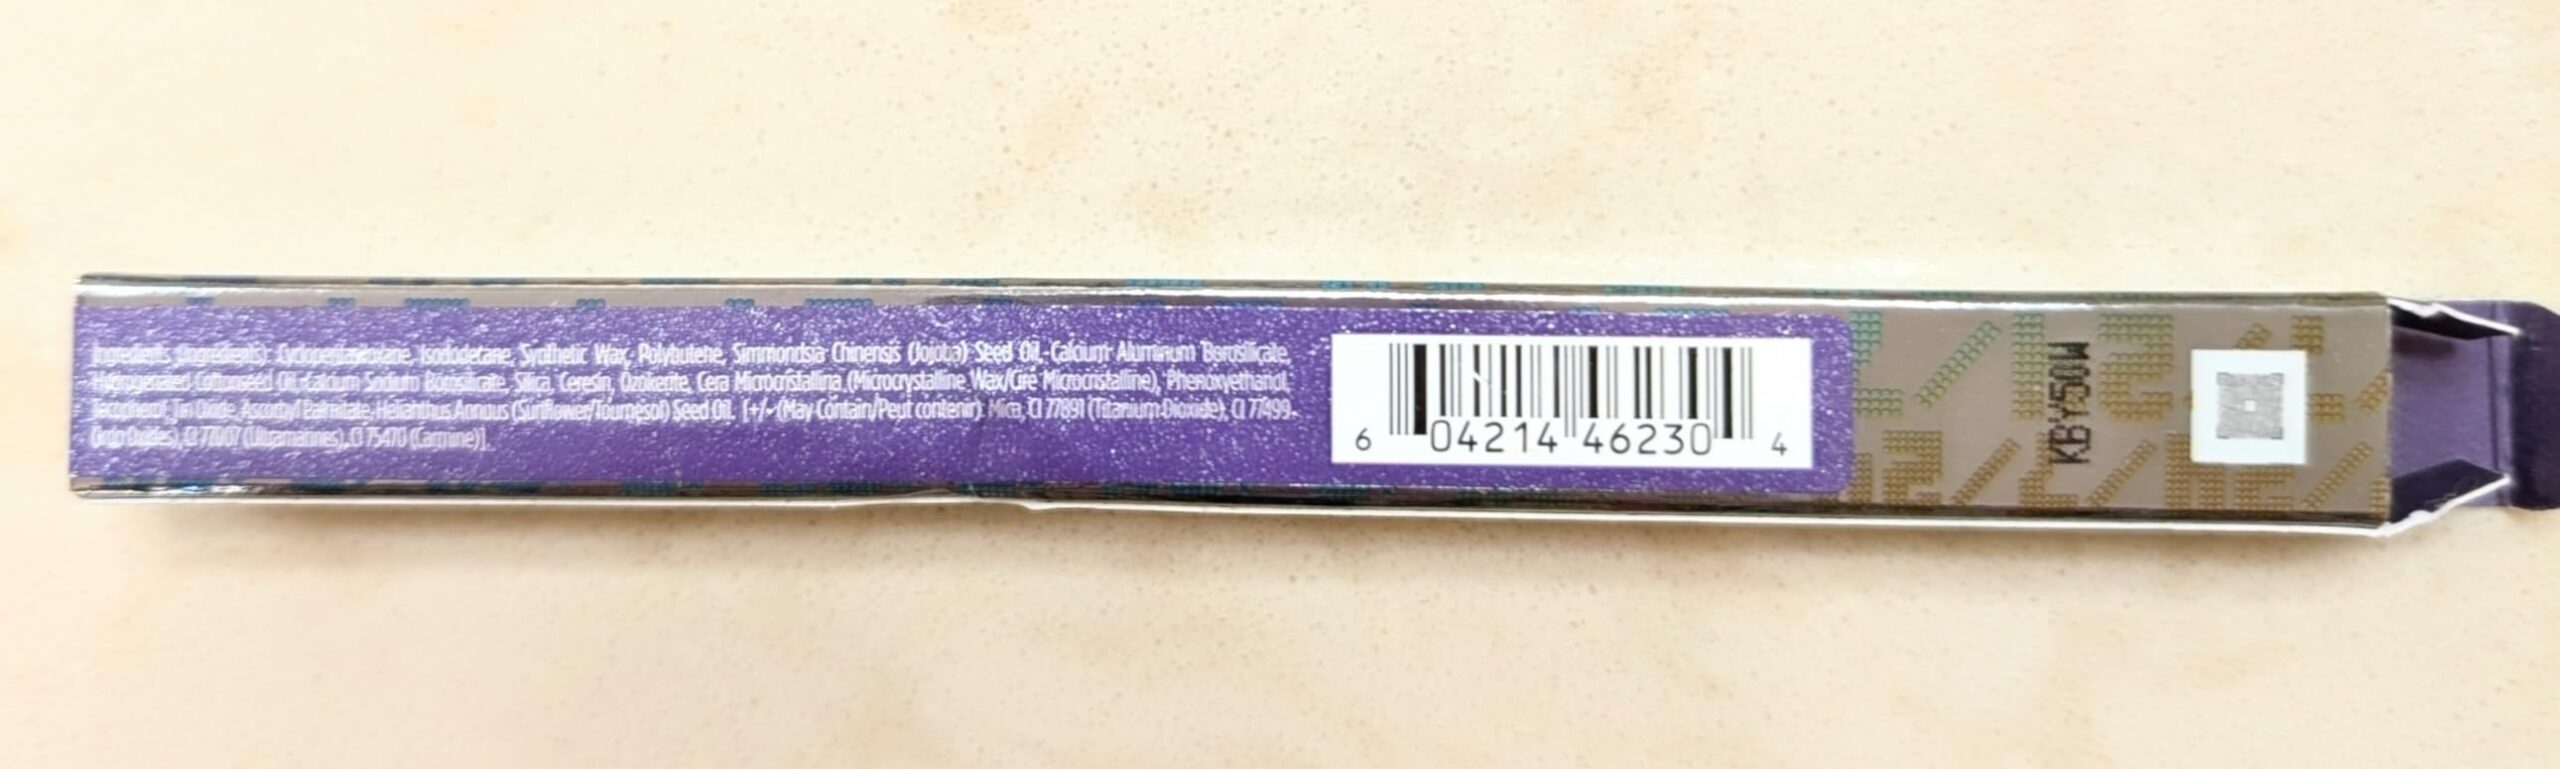 Ingredients (Ingrédients): Cyclopentasiloxane, Isododecane, Synthetic Wax, Polybutene, Simmondsia Chinensis (Jojoba) Seed Oil, Calcium Aluminum Borosilicate,
Hydrogenated Cottonseed Oil, Calcium Sodium Borosilicate, Silica, Ceresin, Ozokerite, Cera Microcristallina (Microcrystalline Wax/Cire Microcristalline), Phenoxyethanol,
Tocopherol, Tin Oxide, Ascorbyl Palmitate, Helianthus Annuus (Sunflower/Tournesol) Seed Oil. [+/- (May Contain/Peut contenir): Mica, CI 77891 (Titanium Dioxide), CI 77499
(Iron Oxides), CI 77007 (Ultramarines), CI 75470 (Carmine)].
6 04214 46230 4
KBY50W